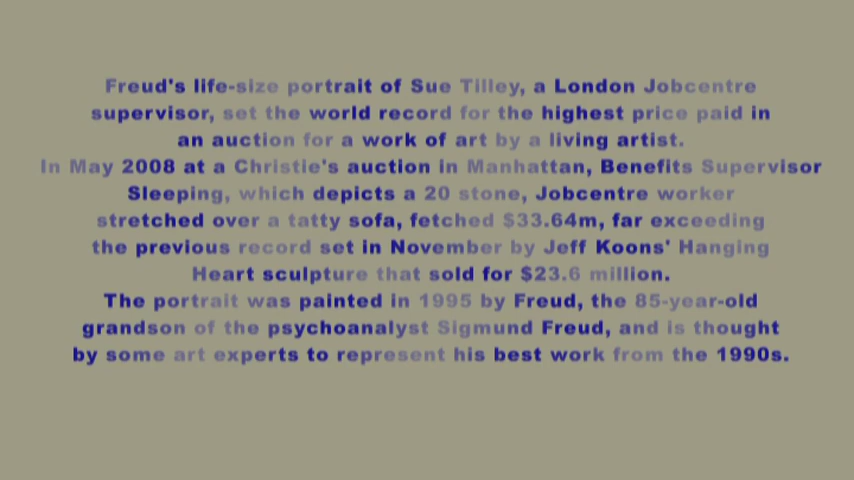 Freud's life-size portrait of Sue Tilley, a London Jobcentre
supervisor, set the world record for the highest price paid in
an auction for a work of art by a living artist.
In May 2008 at a Christie's auction in Manhattan, Benefits Supervisor
Sleeping, which depicts a 20 stone, Jobcentre worker
stretched over a tatty sofa, fetched $33.64m, far exceeding
the previous record set in November by Jeff Koons' Hanging
Heart sculpture that sold for $23.6 million.
The portrait was painted in 1995 by Freud, the 85-year-old
grandson of the psychoanalyst Sigmund Freud, and is thought
by some art experts to represent his best work from the 1990s.